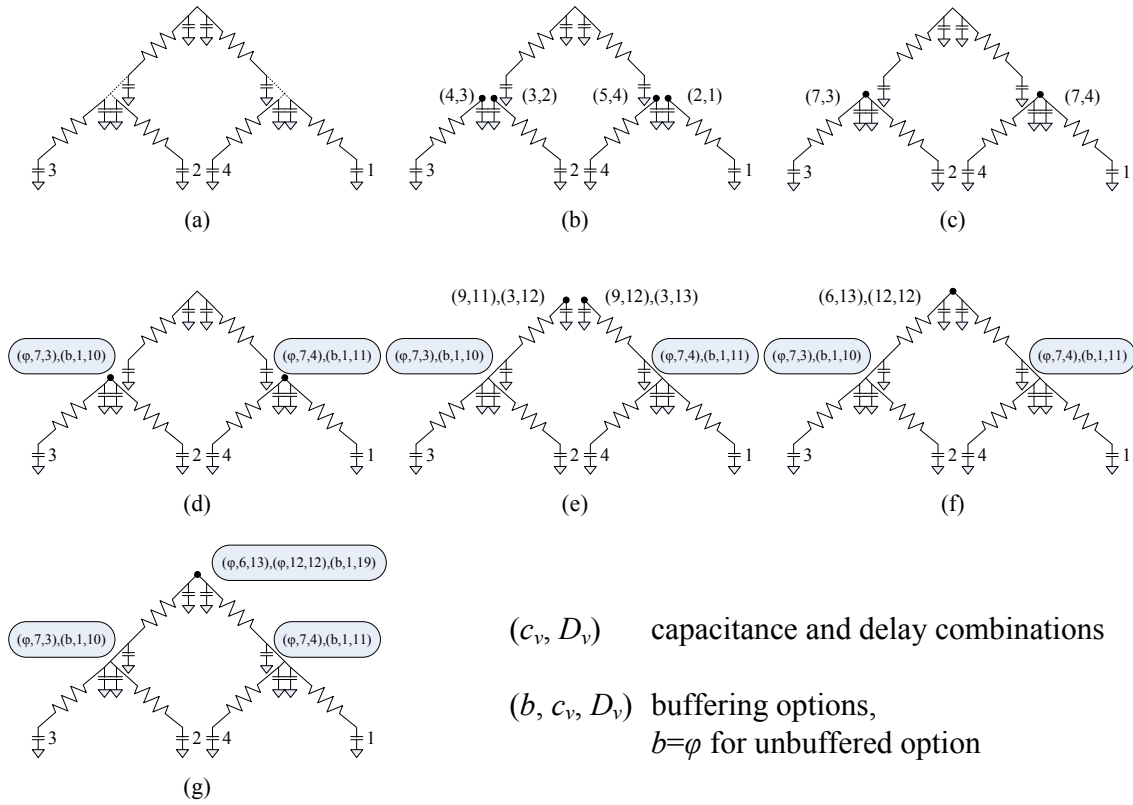 3
2
4
1
(a)
(4,3)
(3,2)
(5,4)
(2,1)
3
2
4
1
(b)
(7,3)
(7,4)
3
2
4
1
(c)
(φ,7,3),(b,1,10)
(φ,7,4),(b,1,11)
3
2
4
1
(d)
(9,11),(3,12)
(9,12),(3,13)
(φ,7,3),(b,1,10)
(φ,7,4),(b,1,11)
3
2
4
1
(e)
(6,13),(12,12)
(φ,7,3),(b,1,10)
(φ,7,4),(b,1,11)
3
2
4
1
(f)
(φ,6,13),(φ,12,12),(b,1,19)
(φ,7,3),(b,1,10)
(φ,7,4),(b,1,11)
3
2
4
1
(g)
(cv, Dv) capacitance and delay combinations
(b, cv, Dv) buffering options,
b=φ for unbuffered option